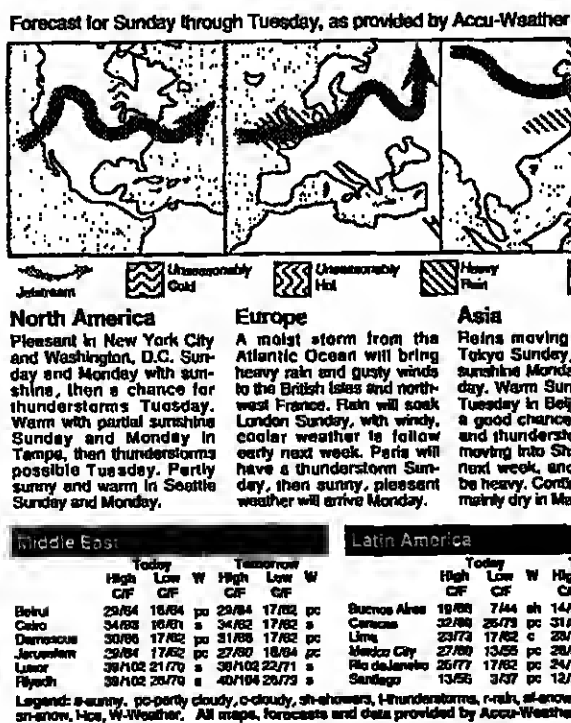 Forecast for Sunday through Tuesday, as provided by Accu-Weather
Jetstream
Unseasonably Cold
Unseasonably Hot
Heavy Rain
North America
Pleasant in New York City
and Washington, D.C. Sun-
day and Monday with sun-
shine, then a chance for
thunderstorms Tuesday.
Warm with partial sunshine
Sunday and Monday in
Tampa, then thunderstorms
possible Tuesday. Partly
sunny and warm in Seattle
Sunday and Monday.
Europe
A moist storm from the
Atlantic Ocean will bring
heavy rain and gusty winds
to the British Isles and north-
west France. Rain will soak
London Sunday, with windy,
cooler weather to follow
early next week. Paris will
have a thunderstorm Sun-
day, then sunny, pleasant
weather will arrive Monday.
Asia
Rains moving
Tokyo Sunday,
sunshine Monda
day. Warm Sun
Tuesday in Beij
a good chance
and thundersh
moving into Sh
next week, and
be heavy. Conti
mainly dry in Ma
Middle East
Today Tomorrow
High Low W High Low W
C/F C/F C/F C/F
Beirut 29/84 pc 29/84 17/62 pc
Cairo 34/93 16/61 s 34/93 17/62 s
Damascus 30/86 17/62 pc 31/88 17/62 pc
Jerusalem 29/84 17/62 pc 27/80 18/64 pc
Luxor 39/102 21/70 s 39/102 22/71 s
Riyadh 39/102 26/79 s 40/104 26/79 s
Latin America
Today
High Low W
C/F C/F
Buenos Aires 19/66 7/44 sh 14/
Caracas 32/89 26/79 pc 31/
Lima 23/73 17/62 c 23/
Mexico City 27/80 13/55 pc
Rio de Janeiro 17/62 pc 24/
Santiago 13/55 3/37 pc 12/
Legend: s-sunny, pc-partly cloudy, c-cloudy, sh-showers, t-thunderstorms, r-rain, sf-snow
sn-snow, i-ice, W-Weather. All maps, forecasts and data provided by Accu-Weather